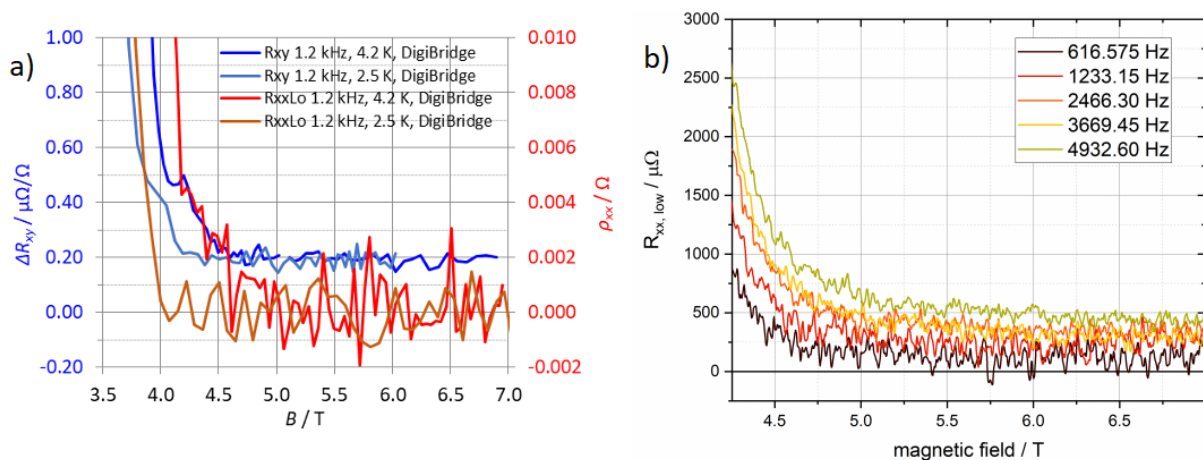 a)
1.00
0.80
0.60
0.40
0.20
0.00
-0.20
ΔRxy / µΩ/Ω
Rxy 1.2 kHz, 4.2 K, DigiBridge
Rxy 1.2 kHz, 2.5 K, DigiBridge
RxxLo 1.2 kHz, 4.2 K, DigiBridge
RxxLo 1.2 kHz, 2.5 K, DigiBridge
0.010
0.008
0.006
0.004
0.002
0.000
-0.002
ρxx / Ω
3.5 4.0 4.5 5.0 5.5 6.0 6.5 7.0
B / T
b)
3000
2500
2000
1500
1000
500
0
Rxx, low / µΩ
616.575 Hz
1233.15 Hz
2466.30 Hz
3669.45 Hz
4932.60 Hz
4.5 5.0 5.5 6.0 6.5
magnetic field / T